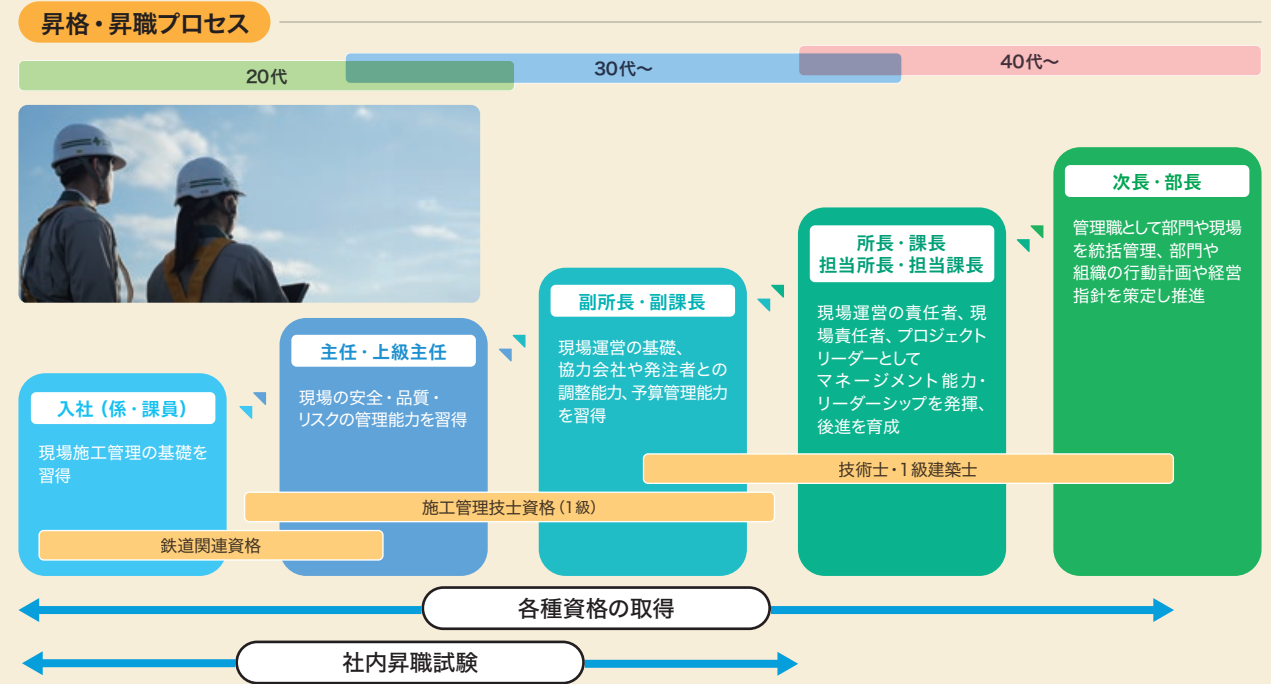 昇格・昇職プロセス
20代
30代～
40代～
次長・部長
管理職として部門や現場
を統括管理、部門や
組織の行動計画や経営
指針を策定し推進
所長・課長
担当所長・担当課長
現場運営の責任者、現
場責任者、プロジェクト
リーダーとして
マネージメント能力・
リーダーシップを発揮、
後進を育成
副所長・副課長
現場運営の基礎、
協力会社や発注者との
調整能力、予算管理能力
を習得
主任・上級主任
現場の安全・品質・
リスクの管理能力を習得
入社（係・課員）
現場施工管理の基礎を
習得
技術士・1級建築士
施工管理技士資格（1級）
鉄道関連資格
各種資格の取得
社内昇職試験